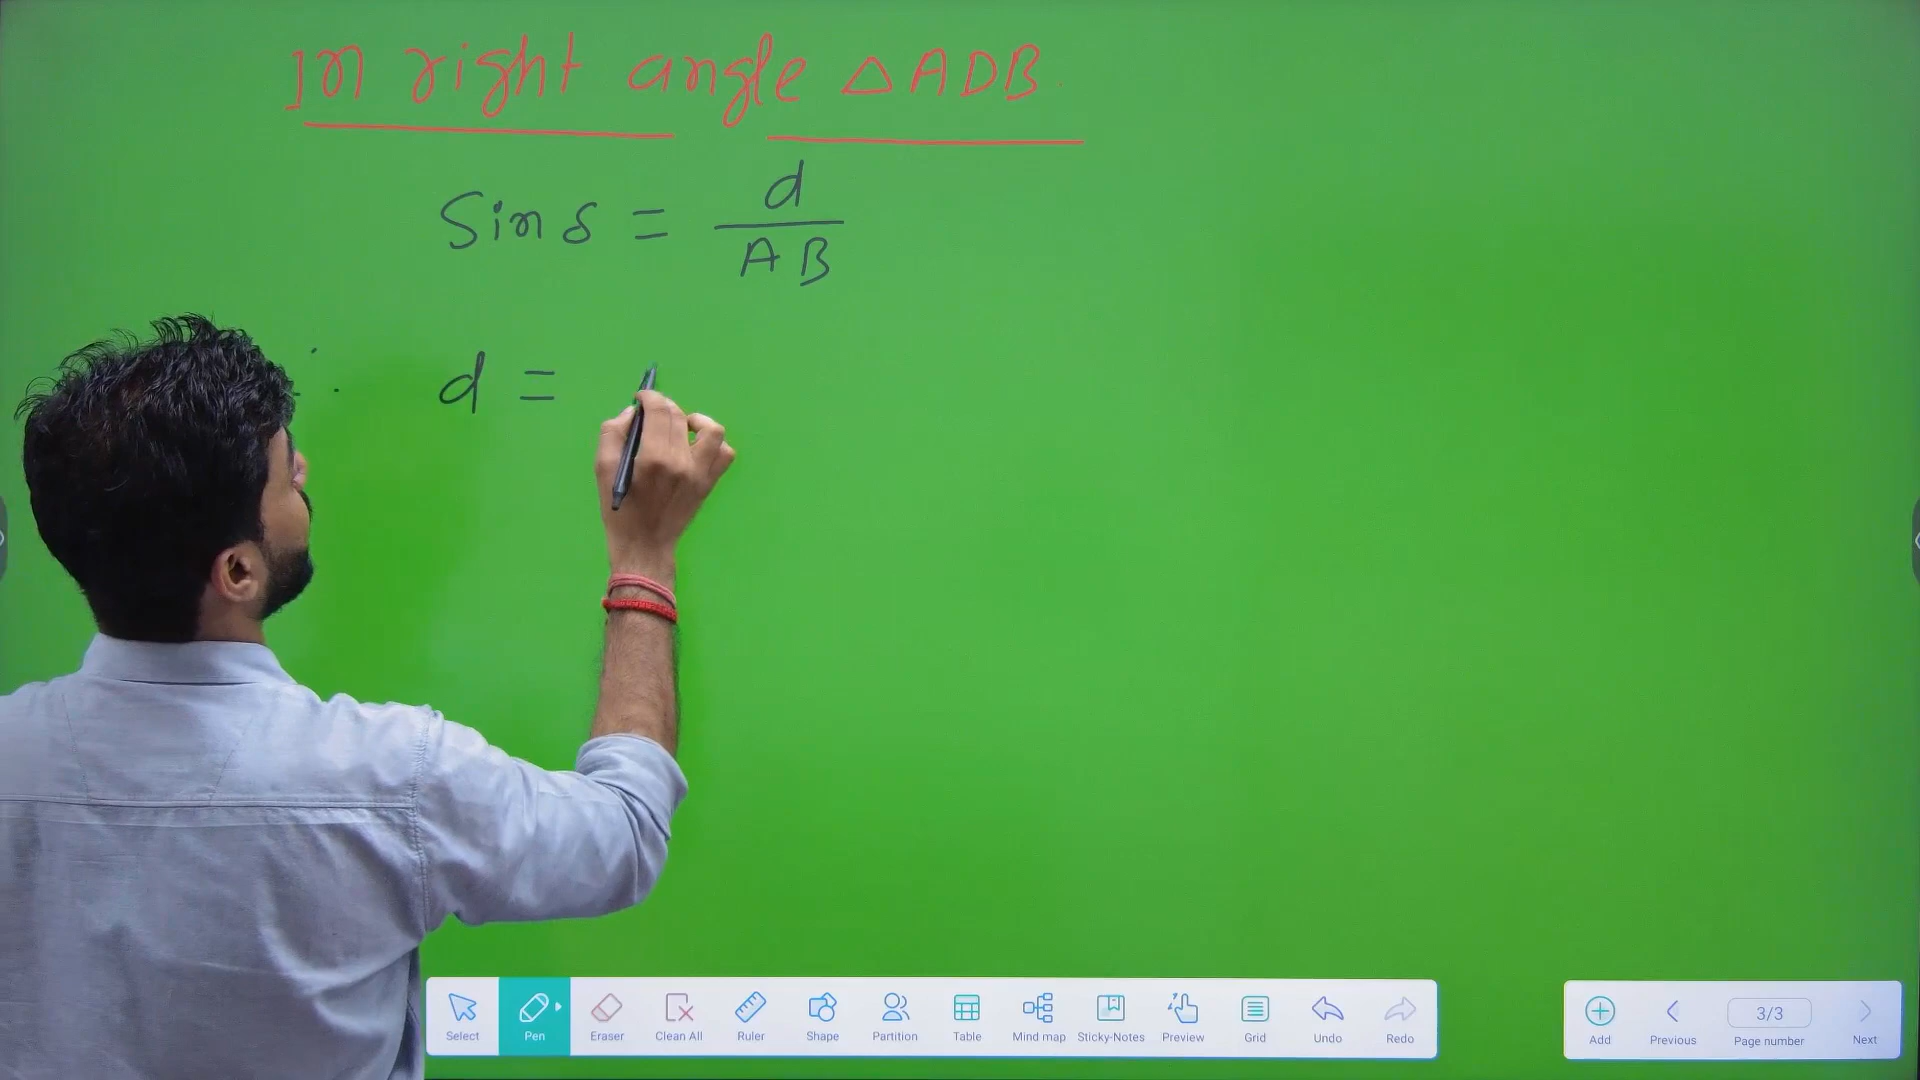 In right angle △ADB.
Sin δ = d / AB
∴ d =
Select Pen Eraser Clean All Ruler Shape Partition Table Mind map Sticky-Notes Preview Grid Undo Redo
Add Previous 3/3 Page number Next